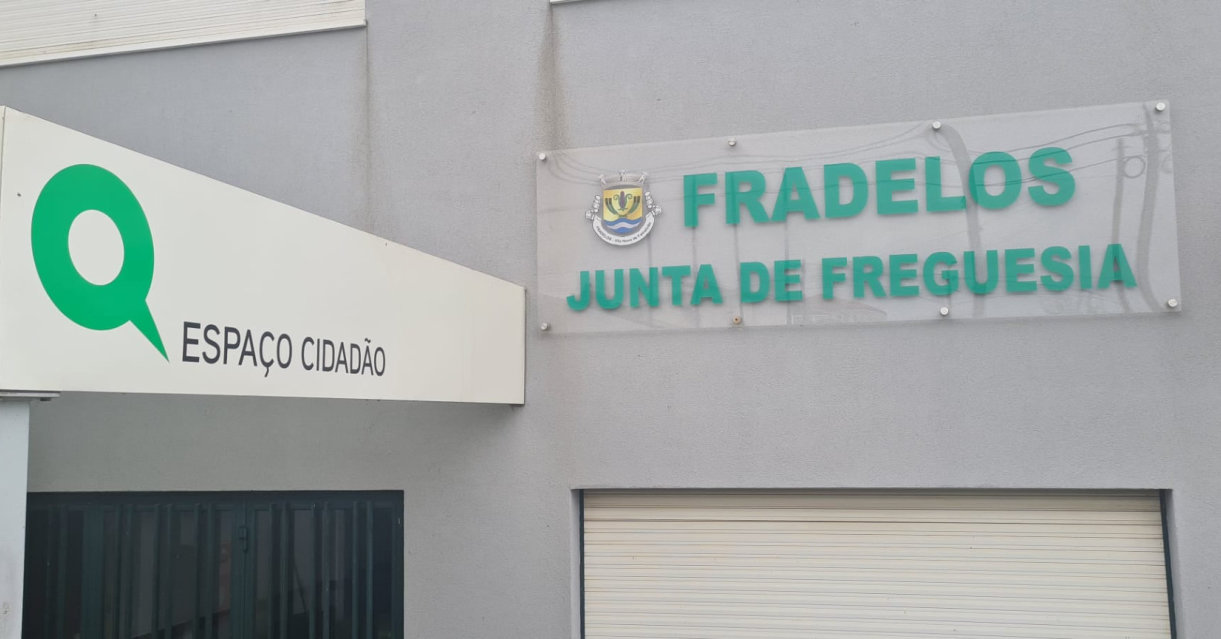 ESPAÇO CIDADÃO
FRADELOS
JUNTA DE FREGUESIA